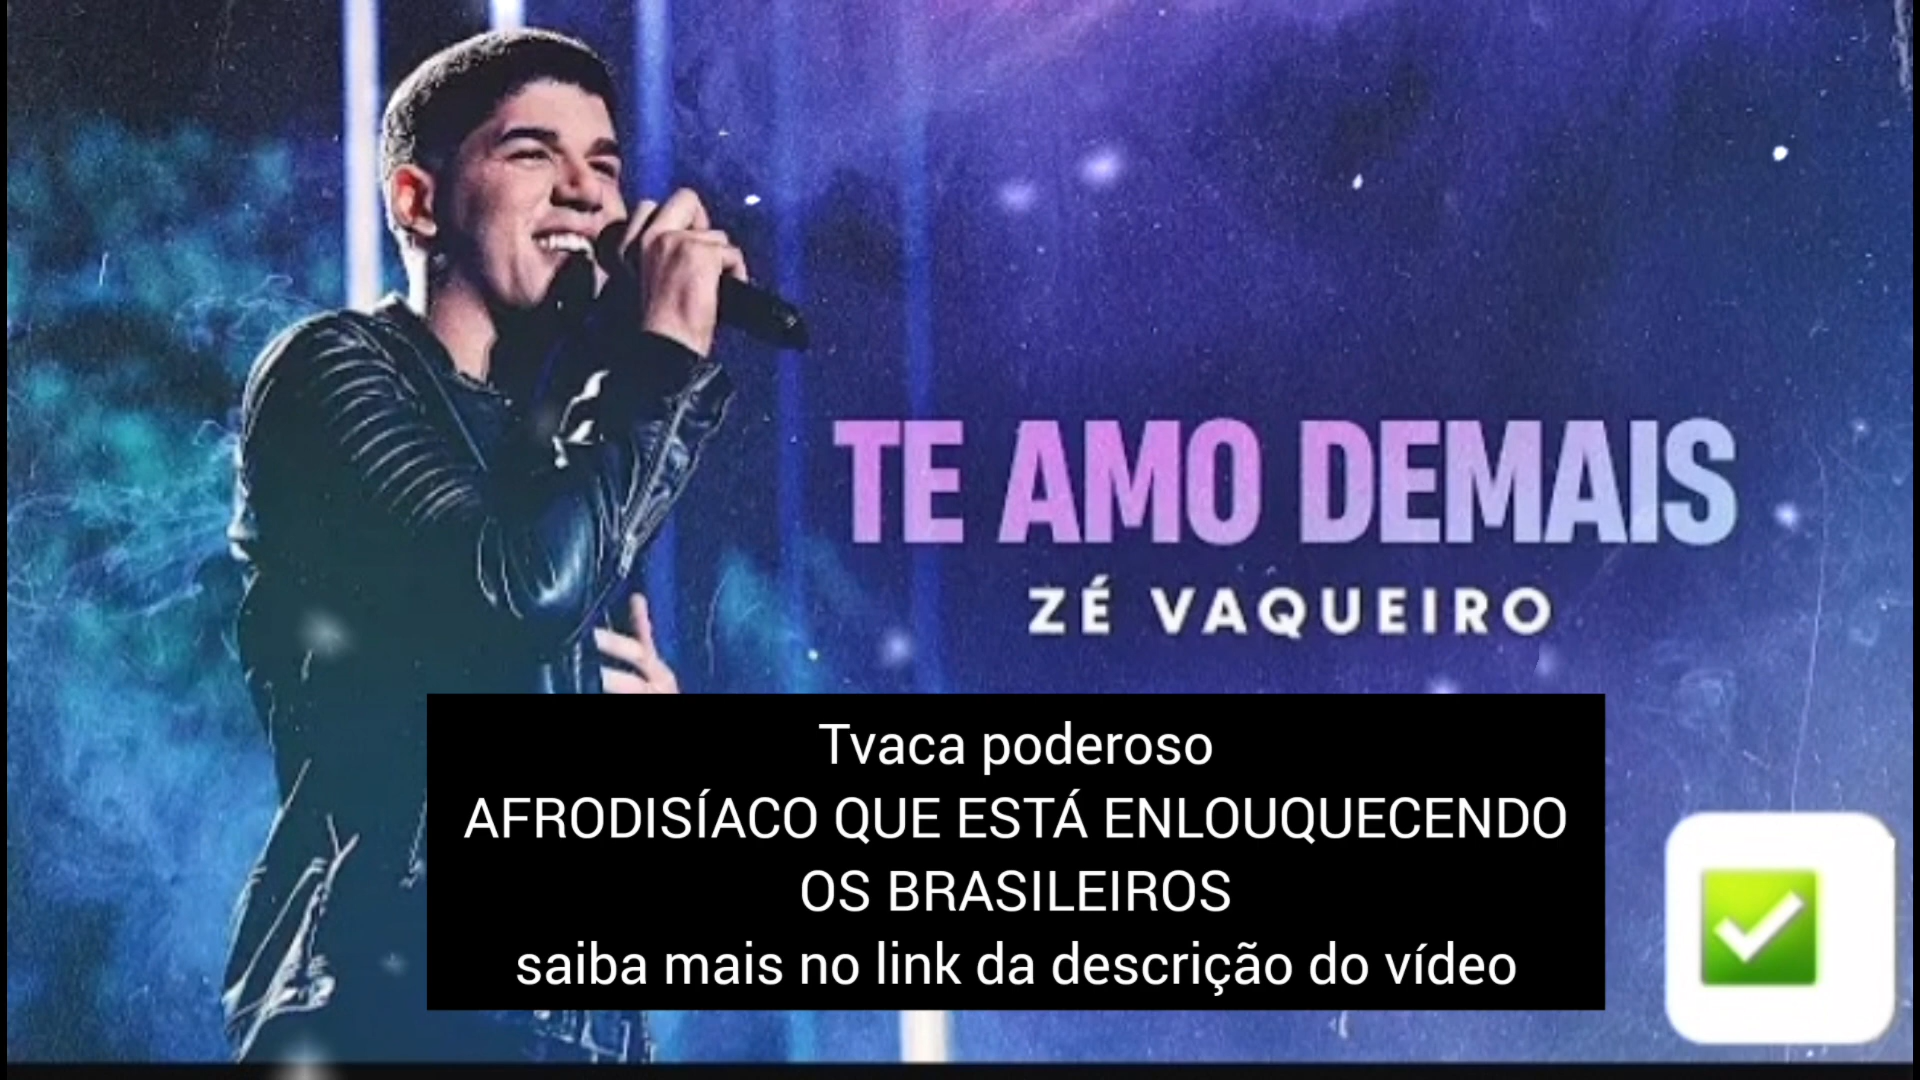 TE AMO DEMAIS
ZÉ VAQUEIRO
Tvaca poderoso
AFRODISÍACO QUE ESTÁ ENLOUQUECENDO
OS BRASILEIROS
saiba mais no link da descrição do vídeo